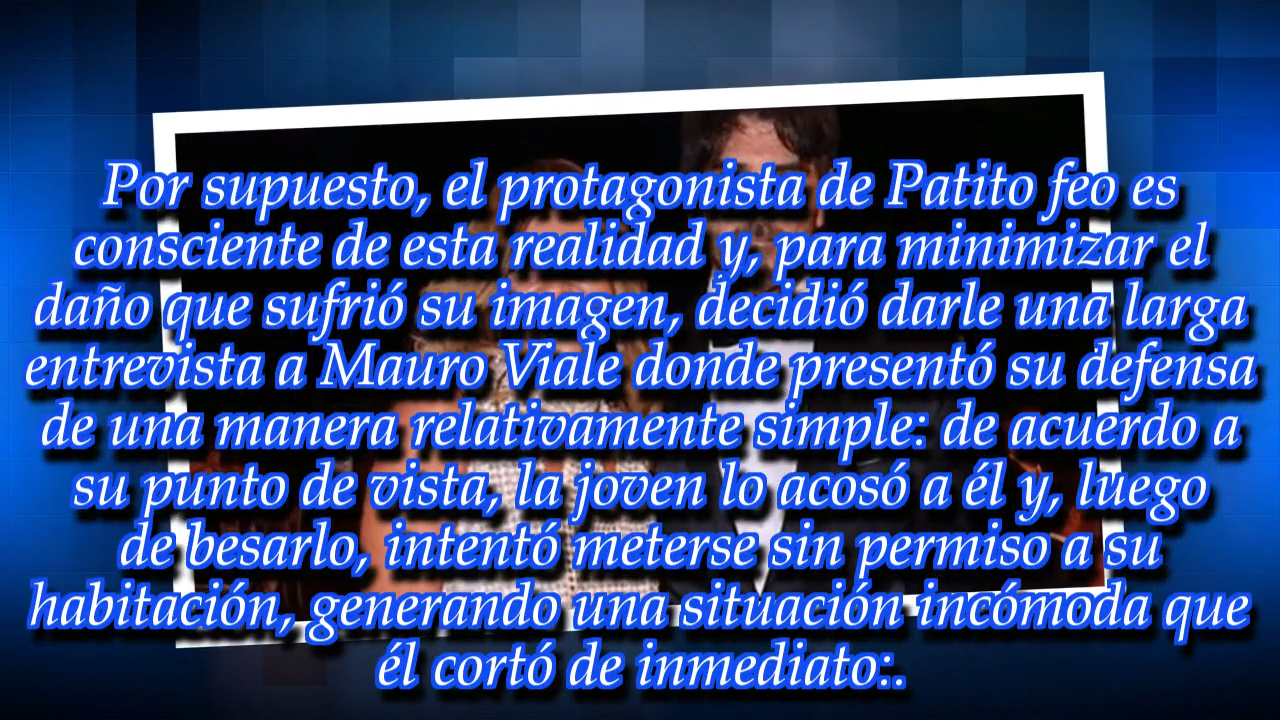 Por supuesto, el protagonista de Patito feo es
consciente de esta realidad y, para minimizar el
daño que sufrió su imagen, decidió darle una larga
entrevista a Mauro Viale donde presentó su defensa
de una manera relativamente simple: de acuerdo a
su punto de vista, la joven lo acosó a él y, luego
de besarlo, intentó meterse sin permiso a su
habitación, generando una situación incómoda que
él cortó de inmediato:.